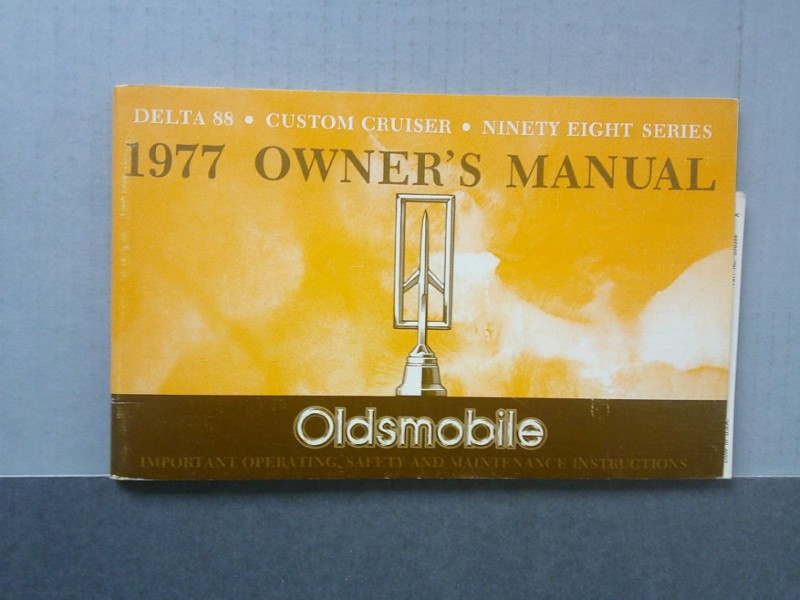 DELTA 88 • CUSTOM CRUISER • NINETY EIGHT SERIES
1977 OWNER'S MANUAL
Oldsmobile
IMPORTANT OPERATING, SAFETY AND MAINTENANCE INSTRUCTIONS